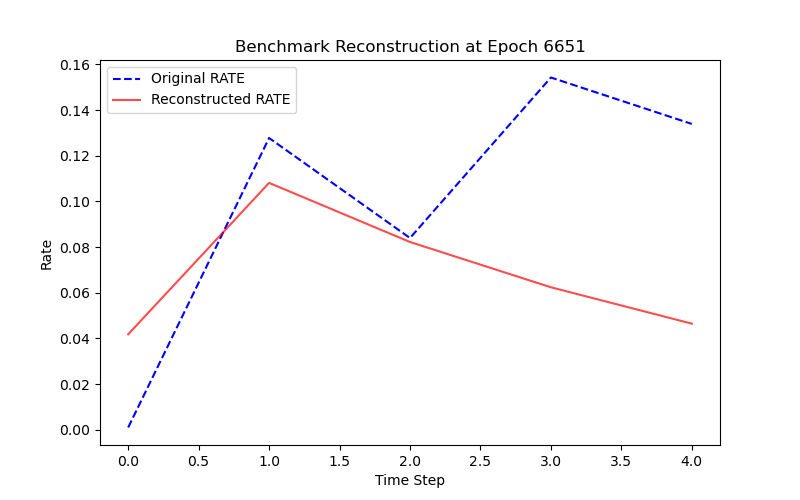 Benchmark Reconstruction at Epoch 6651
Original RATE
Reconstructed RATE
0.16
0.14
0.12
0.10
0.08
0.06
0.04
0.02
0.00
Rate
0.0 0.5 1.0 1.5 2.0 2.5 3.0 3.5 4.0
Time Step